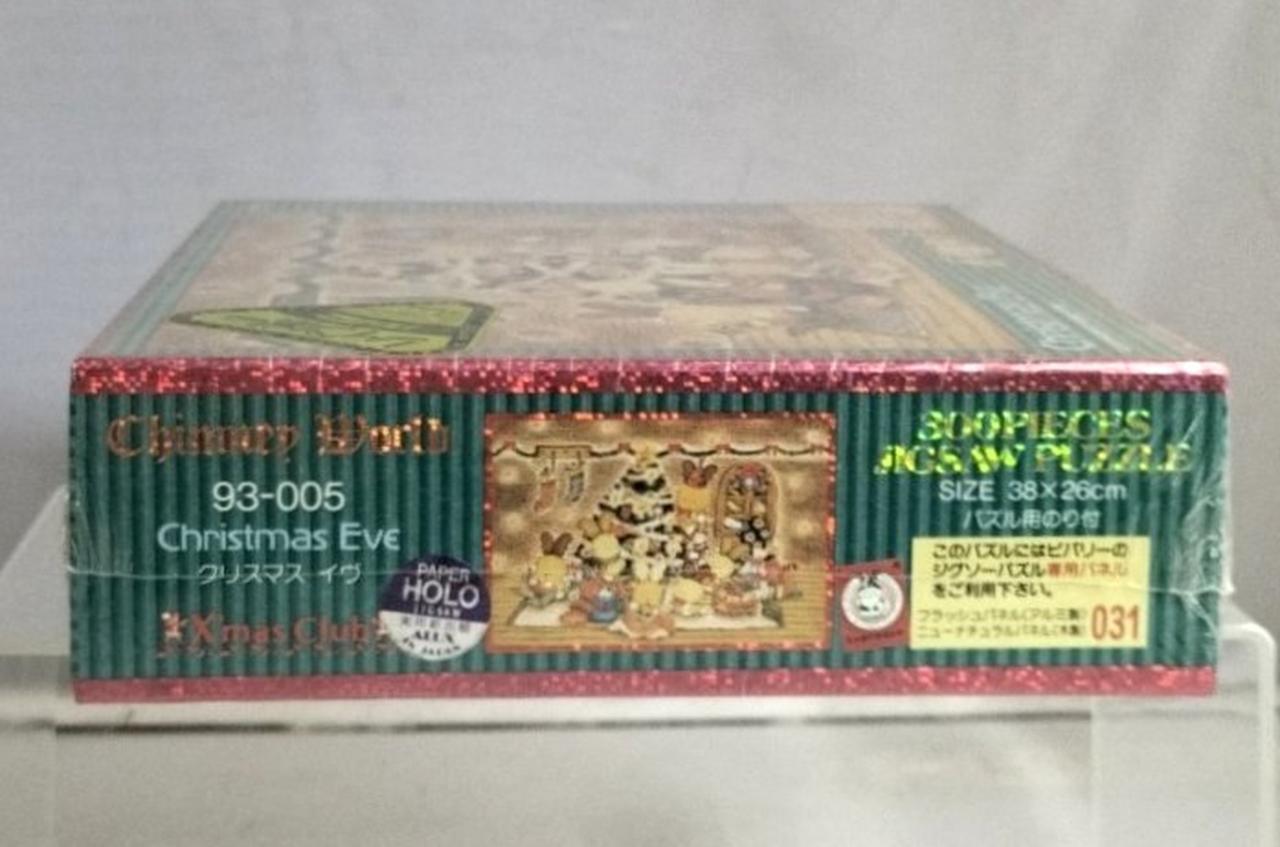 Chimney World
93-005
Christmas Eve
クリスマス イヴ
X'mas Club
PAPER
HOLO
JIGSAW
300PIECES
JIGSAW PUZZLE
SIZE 38×26cm
パズル用のり付
このパズルにはビバリーの
ジグソーパズル専用パネル
をご利用下さい。
フラッシュパネル(アルミ製)
ニューナチュラルパネル(木製)
031